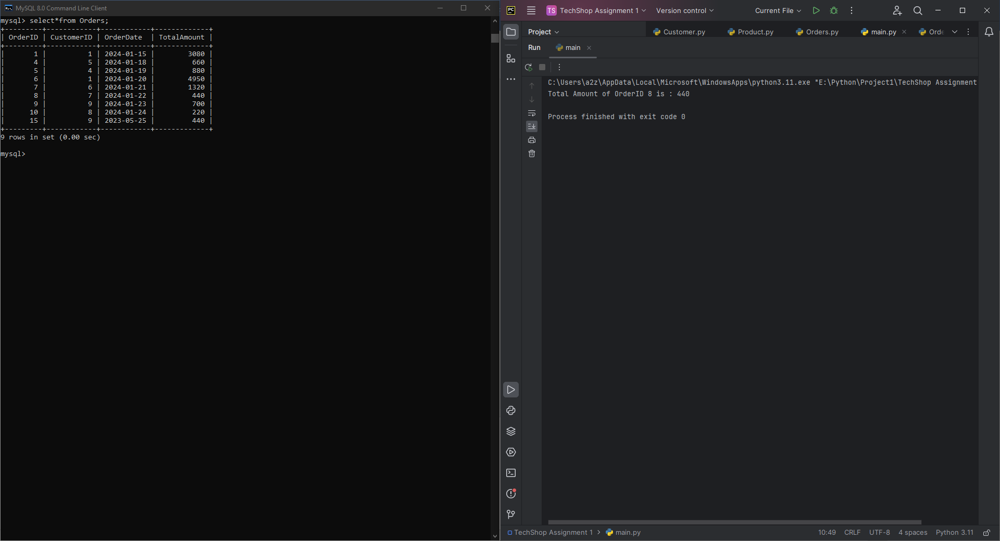 MySQL 8.0 Command Line Client
mysql> select*from Orders;
+---------+------------+------------+-------------+
| OrderID | CustomerID | OrderDate  | TotalAmount |
+---------+------------+------------+-------------+
|       1 |          1 | 2024-01-15 |        3080 |
|       4 |          5 | 2024-01-18 |         660 |
|       5 |          4 | 2024-01-19 |         880 |
|       6 |          1 | 2024-01-20 |        4950 |
|       7 |          6 | 2024-01-21 |        1320 |
|       8 |          7 | 2024-01-22 |         440 |
|       9 |          9 | 2024-01-23 |         700 |
|      10 |          8 | 2024-01-24 |         220 |
|      15 |          9 | 2023-05-25 |         440 |
+---------+------------+------------+-------------+
9 rows in set (0.00 sec)
mysql>
PC TS TechShop Assignment 1 Version control Current File
Project Customer.py Product.py Orders.py main.py Orde
Run main
C:\Users\a2z\AppData\Local\Microsoft\WindowsApps\python3.11.exe "E:\Python\Project1\TechShop Assignment
Total Amount of OrderID 8 is : 440
Process finished with exit code 0
TechShop Assignment 1 > main.py 10:49 CRLF UTF-8 4 spaces Python 3.11